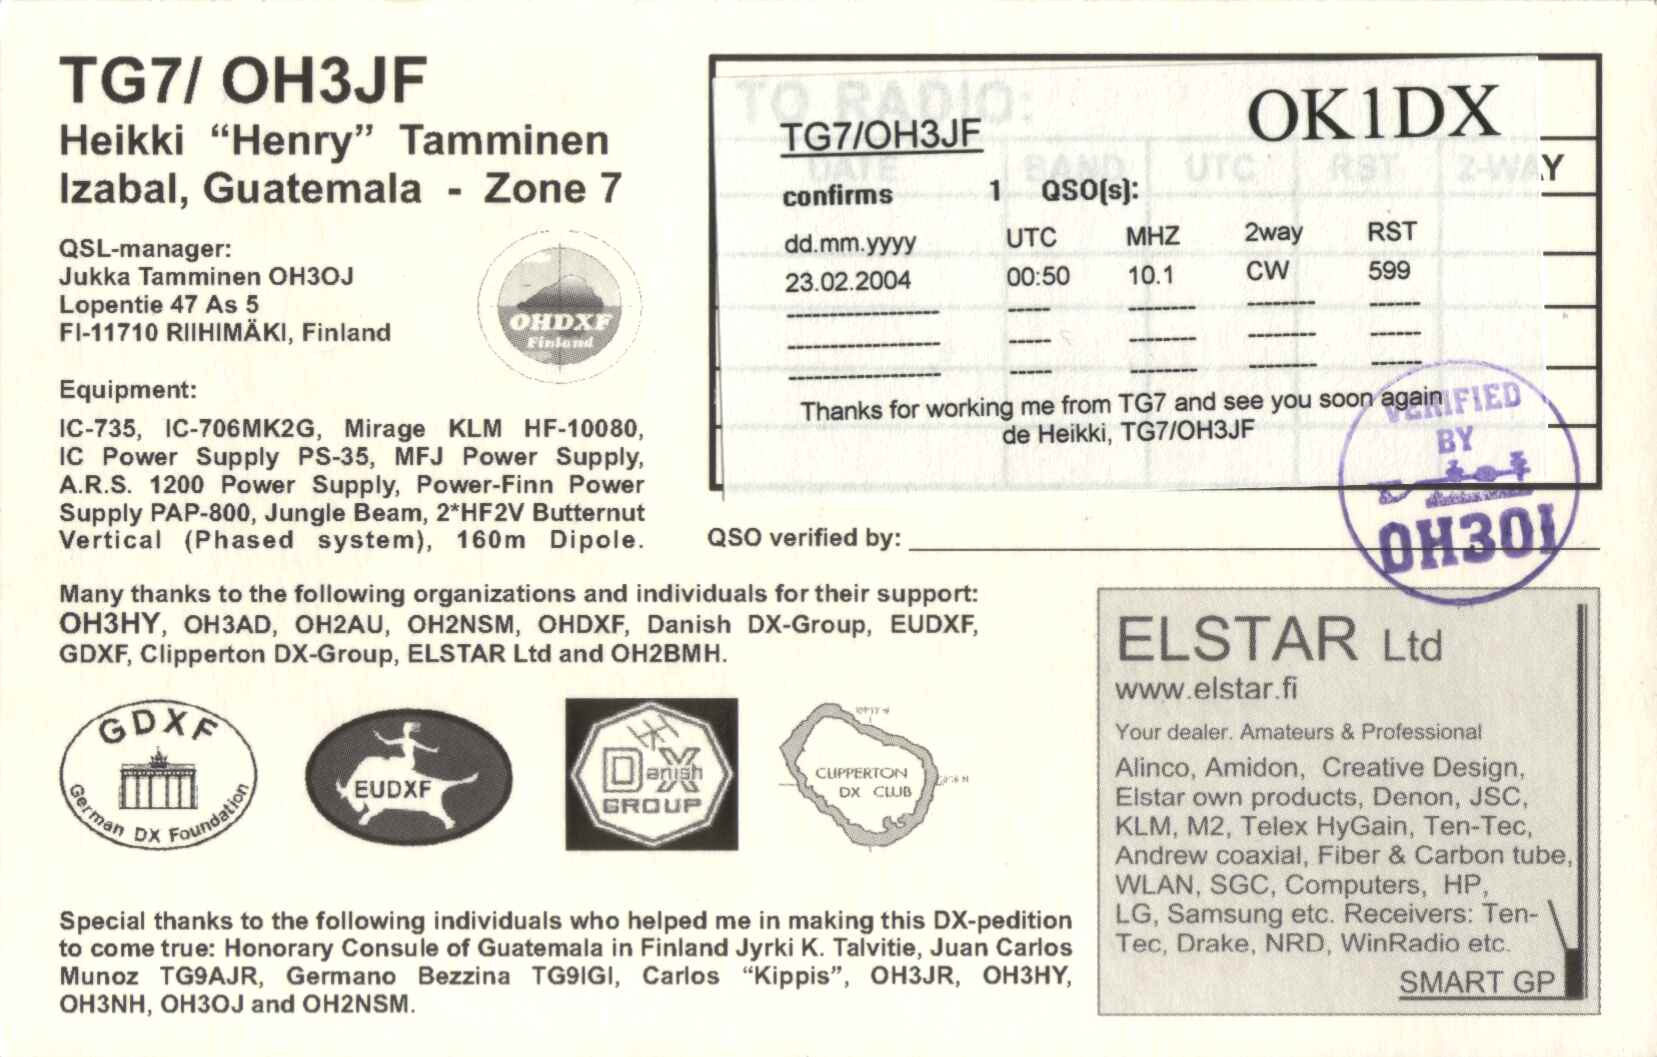 TG7/ OH3JF
Heikki "Henry" Tamminen
Izabal, Guatemala - Zone 7
QSL-manager:
Jukka Tamminen OH3OJ
Lopentie 47 As 5
FI-11710 RIIHIMÄKI, Finland
OHDXF
Finland
Equipment:
IC-735, IC-706MK2G, Mirage KLM HF-10080,
IC Power Supply PS-35, MFJ Power Supply,
A.R.S. 1200 Power Supply, Power-Finn Power
Supply PAP-800, Jungle Beam, 2*HF2V Butternut
Vertical (Phased system), 160m Dipole.
TO RADIO:
DATE BAND UTC RST 2-WAY
OK1DX
TG7/OH3JF
confirms 1 QSO(s):
dd.mm.yyyy UTC MHZ 2way RST
23.02.2004 00:50 10.1 CW 599
---------------- ----- -------- -------- ------
---------------- ----- -------- -------- ------
---------------- ----- -------- -------- ------
Thanks for working me from TG7 and see you soon again
de Heikki, TG7/OH3JF
VERIFIED
BY
OH3OJ
QSO verified by:
Many thanks to the following organizations and individuals for their support:
OH3HY, OH3AD, OH2AU, OH2NSM, OHDXF, Danish DX-Group, EUDXF,
GDXF, Clipperton DX-Group, ELSTAR Ltd and OH2BMH.
GDXF
German DX Foundation
EUDXF
Danish
DX
GROUP
CLIPPERTON
DX CLUB
Special thanks to the following individuals who helped me in making this DX-pedition
to come true: Honorary Consule of Guatemala in Finland Jyrki K. Talvitie, Juan Carlos
Munoz TG9AJR, Germano Bezzina TG9IGI, Carlos "Kippis", OH3JR, OH3HY,
OH3NH, OH3OJ and OH2NSM.
ELSTAR Ltd
www.elstar.fi
Your dealer. Amateurs & Professional
Alinco, Amidon, Creative Design,
Elstar own products, Denon, JSC,
KLM, M2, Telex HyGain, Ten-Tec,
Andrew coaxial, Fiber & Carbon tube,
WLAN, SGC, Computers, HP,
LG, Samsung etc. Receivers: Ten-
Tec, Drake, NRD, WinRadio etc.
SMART GP